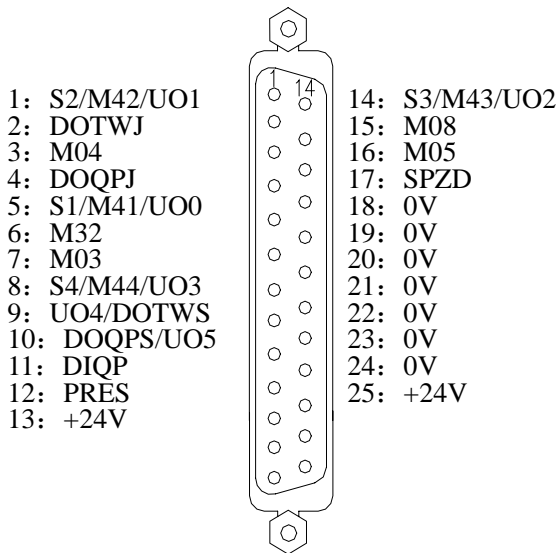 1：S2/M42/UO1
2：DOTWJ
3：M04
4：DOQPJ
5：S1/M41/UO0
6：M32
7：M03
8：S4/M44/UO3
9：UO4/DOTWS
10：DOQPS/UO5
11：DIQP
12：PRES
13：+24V
1 14
14：S3/M43/UO2
15：M08
16：M05
17：SPZD
18：0V
19：0V
20：0V
21：0V
22：0V
23：0V
24：0V
25：+24V